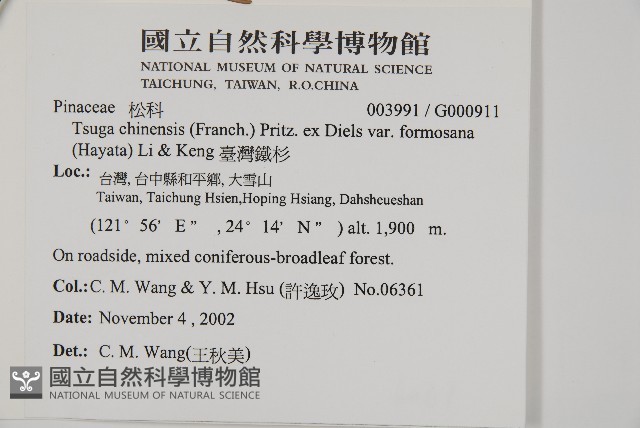 國立自然科學博物館
NATIONAL MUSEUM OF NATURAL SCIENCE
TAICHUNG, TAIWAN, R.O.CHINA
Pinaceae 松科 003991 / G000911
Tsuga chinensis (Franch.) Pritz. ex Diels var. formosana
(Hayata) Li & Keng 臺灣鐵杉
Loc.: 台灣, 台中縣和平鄉, 大雪山
Taiwan, Taichung Hsien,Hoping Hsiang, Dahshcueshan
(121° 56' E" , 24° 14' N" ) alt. 1,900 m.
On roadside, mixed coniferous-broadleaf forest.
Col.: C. M. Wang & Y. M. Hsu (許逸玫) No.06361
Date: November 4 , 2002
Det.: C. M. Wang(王秋美)
國立自然科學博物館
NATIONAL MUSEUM OF NATURAL SCIENCE